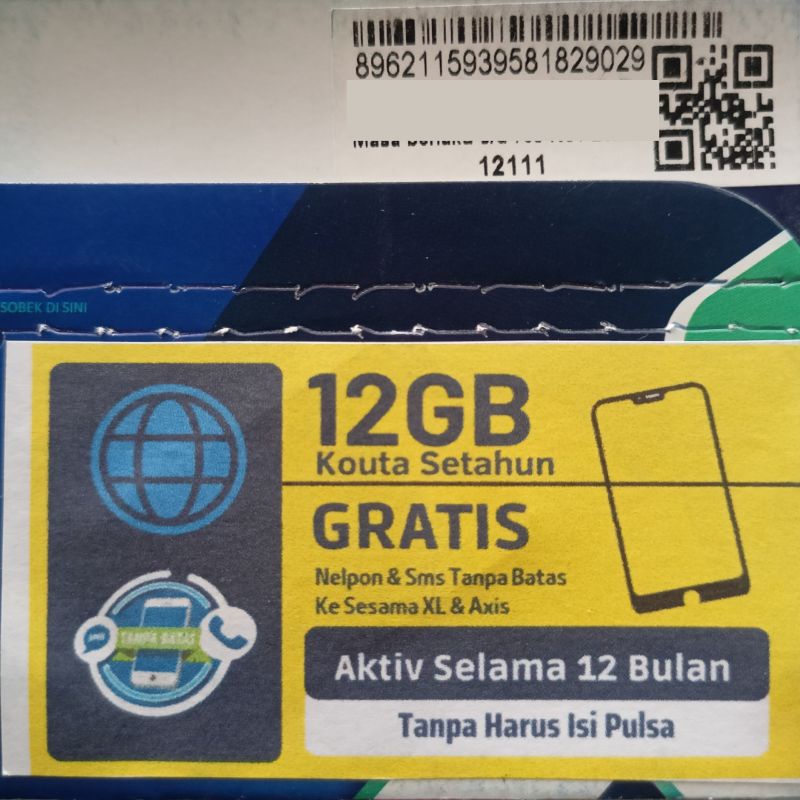 8962115939581829029
12111
SOBEK DI SINI
12GB
Kouta Setahun
GRATIS
Nelpon & Sms Tanpa Batas
Ke Sesama XL & Axis
TANPA BATAS
Aktiv Selama 12 Bulan
Tanpa Harus Isi Pulsa